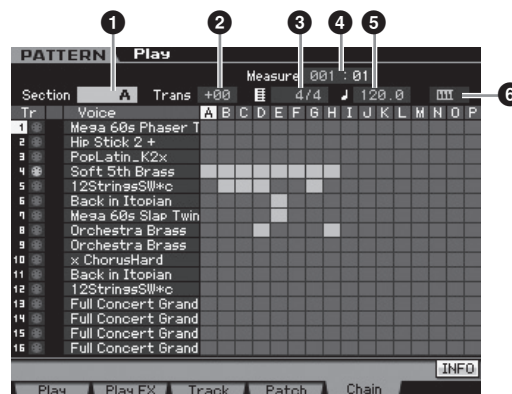 1 2 3 4 5
PATTERN Play
Measure 001 : 01
Section A Trans +00 4/4 ♩ 120.0 6
Tr Voice A B C D E F G H I J K L M N O P
1 Mega 60s Phaser T
2 Hip Stick 2 +
3 PopLatin_K2x
4 Soft 5th Brass
5 12StringsSW*c
6 Back in Itopian
7 Mega 60s Slap Twin
8 Orchestra Brass
9 Orchestra Brass
10 x ChorusHard
11 Back in Itopian
12 12StringsSW*c
13 Full Concert Grand
14 Full Concert Grand
15 Full Concert Grand
16 Full Concert Grand
INFO
Play Play FX Track Patch Chain